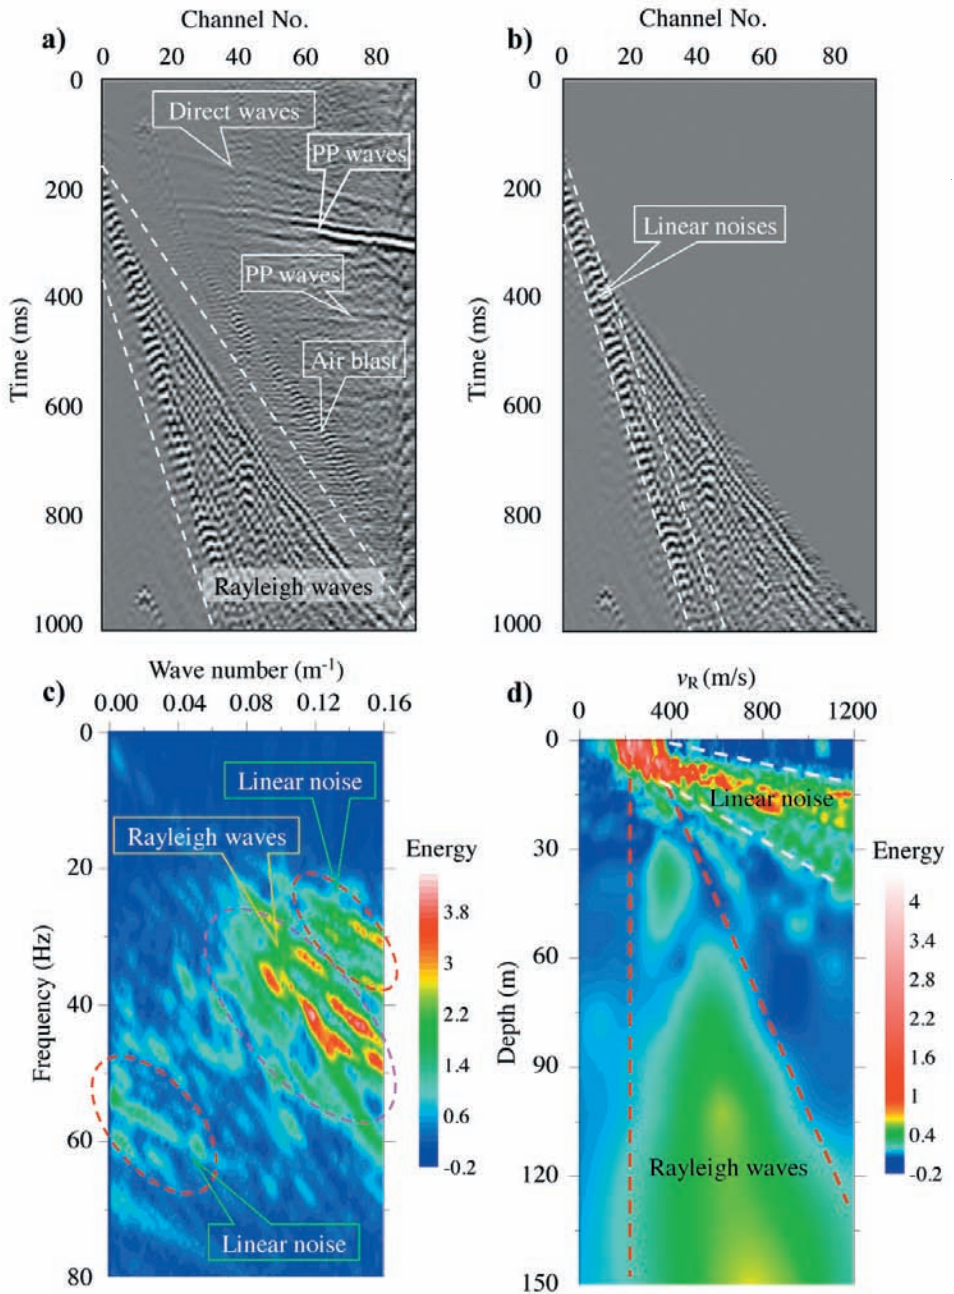 a)
Channel No.
0 20 40 60 80
Time (ms)
0
200
400
600
800
1000
Direct waves
PP waves
PP waves
Air blast
Rayleigh waves
b)
Channel No.
0 20 40 60 80
Time (ms)
0
200
400
600
800
1000
Linear noises
c)
Wave number (m⁻¹)
0.00 0.04 0.08 0.12 0.16
Frequency (Hz)
0
20
40
60
80
Linear noise
Rayleigh waves
Linear noise
Energy
3.8
3
2.2
1.4
0.6
-0.2
d)
vR (m/s)
0 400 800 1200
Depth (m)
0
30
60
90
120
150
Linear noise
Rayleigh waves
Energy
4
3.4
2.8
2.2
1.6
1
0.4
-0.2